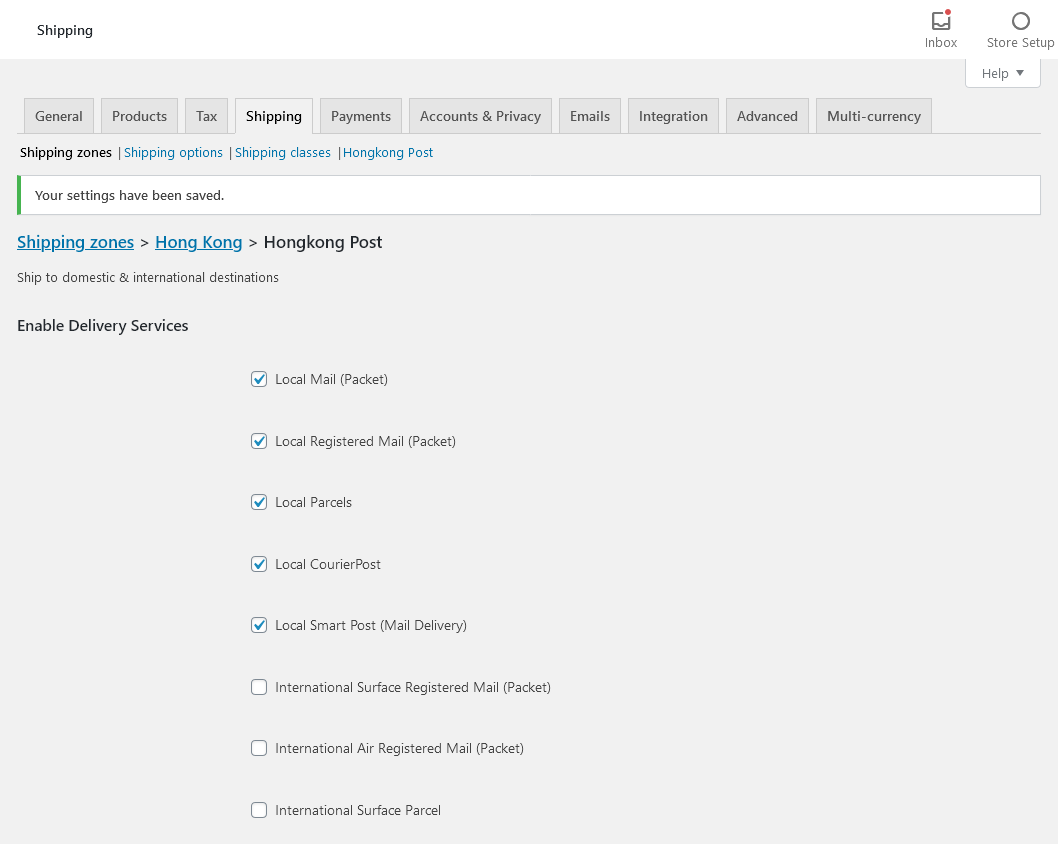 Shipping
Inbox
Store Setup
Help
General Products Tax Shipping Payments Accounts & Privacy Emails Integration Advanced Multi-currency
Shipping zones | Shipping options | Shipping classes | Hongkong Post
Your settings have been saved.
Shipping zones > Hong Kong > Hongkong Post
Ship to domestic & international destinations
Enable Delivery Services
Local Mail (Packet)
Local Registered Mail (Packet)
Local Parcels
Local CourierPost
Local Smart Post (Mail Delivery)
International Surface Registered Mail (Packet)
International Air Registered Mail (Packet)
International Surface Parcel